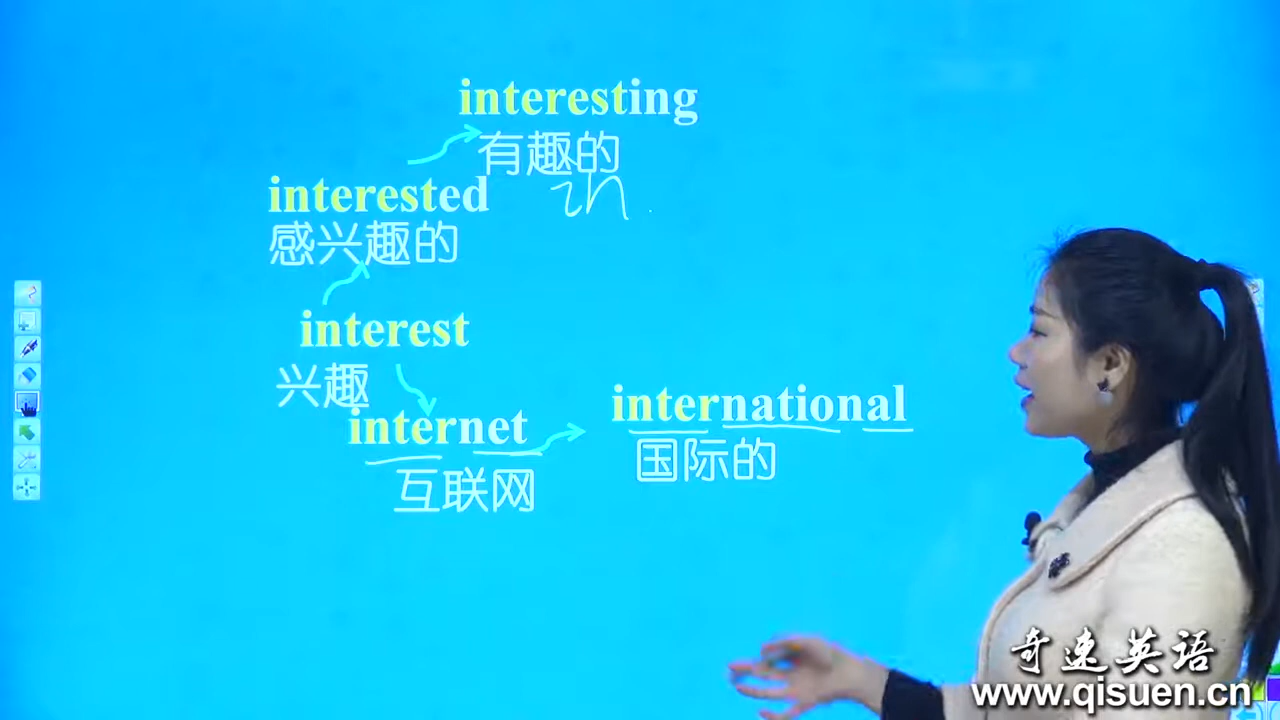 interesting
有趣的
interested
感兴趣的
interest
兴趣
internet
互联网
international
国际的
奇速英语
www.qisuen.cn